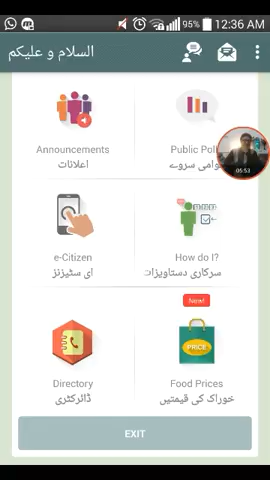 95% 12:36 AM
السلام و علیکم
Announcements
اعلانات
Public Poll
عوامی سروے
05:53
e-Citizen
ای سٹیزنز
How do I?
سرکاری دستاویزات
New!
PRICE
Directory
ڈائرکٹری
Food Prices
خوراک کی قیمتیں
EXIT